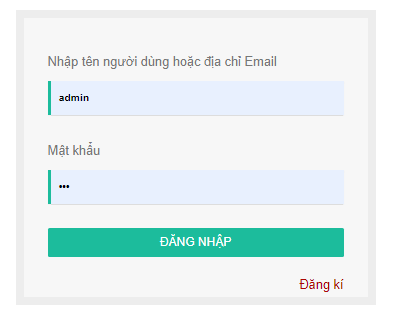 Nhập tên người dùng hoặc địa chỉ Email
admin
Mật khẩu
•••
ĐĂNG NHẬP
Đăng kí